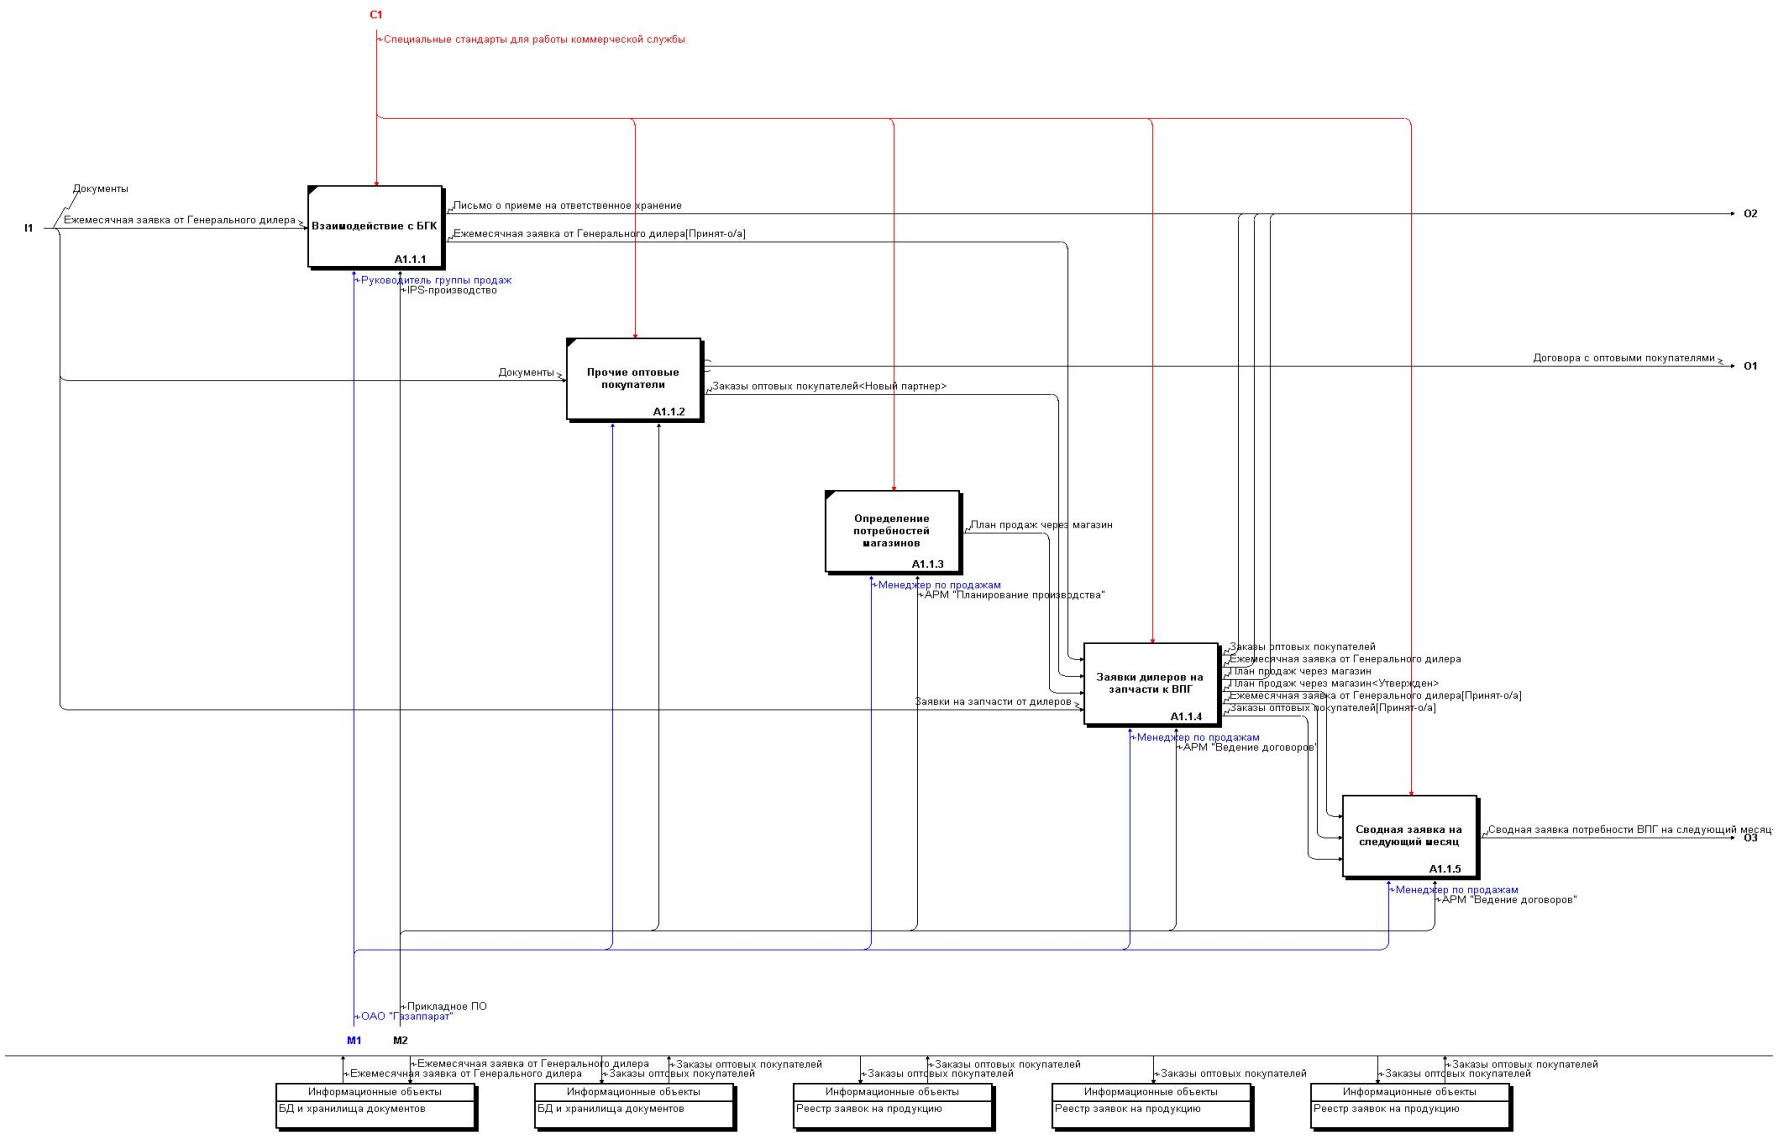 C1
Специальные стандарты для работы коммерческой службы
Документы
I1
Ежемесячная заявка от Генерального дилера
Взаимодействие с БГК
A1.1.1
Письмо о приеме на ответственное хранение
O2
Ежемесячная заявка от Генерального дилера[Принят-о/а]
Руководитель группы продаж
IPS-производство
Документы
Прочие оптовые
покупатели
A1.1.2
Договора с оптовыми покупателями
O1
Заказы оптовых покупателей<Новый партнер>
Определение
потребностей
магазинов
A1.1.3
План продаж через магазин
Менеджер по продажам
АРМ "Планирование производства"
Заявки на запчасти от дилеров
Заявки дилеров на
запчасти к ВПГ
A1.1.4
Заказы оптовых покупателей
Ежемесячная заявка от Генерального дилера
План продаж через магазин
План продаж через магазин<Утвержден>
Ежемесячная заявка от Генерального дилера[Принят-о/а]
Заказы оптовых покупателей[Принят-о/а]
Менеджер по продажам
АРМ "Ведение договоров"
Сводная заявка на
следующий месяц
A1.1.5
Сводная заявка потребности ВПГ на следующий месяц
O3
Менеджер по продажам
АРМ "Ведение договоров"
Прикладное ПО
ОАО "Газаппарат"
M1
M2
Ежемесячная заявка от Генерального дилера
Ежемесячная заявка от Генерального дилера
Информационные объекты
БД и хранилища документов
Заказы оптовых покупателей
Заказы оптовых покупателей
Информационные объекты
БД и хранилища документов
Заказы оптовых покупателей
Заказы оптовых покупателей
Информационные объекты
Реестр заявок на продукцию
Заказы оптовых покупателей
Информационные объекты
Реестр заявок на продукцию
Заказы оптовых покупателей
Заказы оптовых покупателей
Информационные объекты
Реестр заявок на продукцию